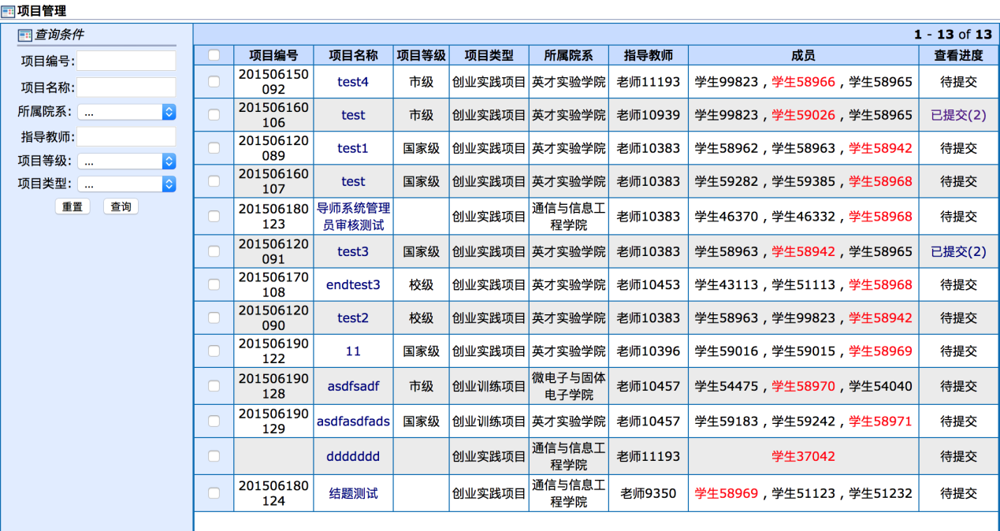 项目管理
查询条件
项目编号:
项目名称:
所属院系: ...
指导教师:
项目等级: ...
项目类型: ...
重置 查询
1 - 13 of 13
项目编号 项目名称 项目等级 项目类型 所属院系 指导教师 成员 查看进度
201506150
092 test4 市级 创业实践项目 英才实验学院 老师11193 学生99823 , 学生58966 , 学生58965 待提交
201506160
106 test 市级 创业实践项目 英才实验学院 老师10939 学生99823 , 学生59026 , 学生58965 已提交(2)
201506120
089 test1 国家级 创业实践项目 英才实验学院 老师10383 学生58962 , 学生58963 , 学生58942 待提交
201506160
107 test 国家级 创业实践项目 英才实验学院 老师10383 学生59282 , 学生59385 , 学生58968 待提交
201506180 导师系统管理 通信与信息工
123 员审核测试 创业实践项目 程学院 老师10383 学生46370 , 学生46332 , 学生58968 待提交
201506120
091 test3 国家级 创业实践项目 英才实验学院 老师10383 学生58963 , 学生58942 , 学生58965 已提交(2)
201506170
108 endtest3 校级 创业实践项目 英才实验学院 老师10453 学生43113 , 学生51113 , 学生58968 待提交
201506120
090 test2 校级 创业实践项目 英才实验学院 老师10383 学生58963 , 学生99823 , 学生58942 待提交
201506190
122 11 国家级 创业实践项目 英才实验学院 老师10396 学生59016 , 学生59015 , 学生58969 待提交
201506190 微电子与固体
128 asdfsadf 市级 创业训练项目 电子学院 老师10457 学生54475 , 学生58970 , 学生54040 待提交
201506190
129 asdfasdfads 国家级 创业训练项目 英才实验学院 老师10457 学生59183 , 学生59242 , 学生58971 待提交
通信与信息工
ddddddd 创业实践项目 程学院 老师11193 学生37042 待提交
201506180 通信与信息工
124 结题测试 创业实践项目 程学院 老师9350 学生58969 , 学生51123 , 学生51232 待提交